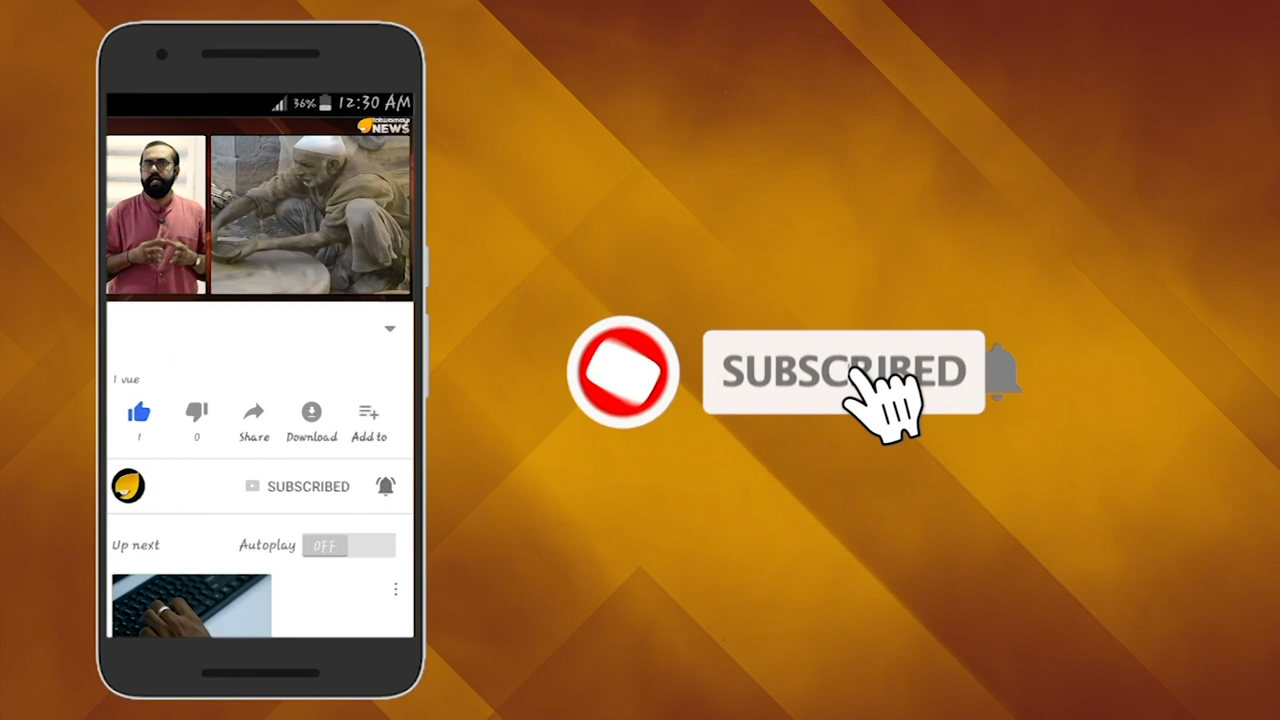 36% 12:30 AM
NEWS
1 vue
1 0 Share Download Add to
SUBSCRIBED
Up next Autoplay OFF
SUBSCRIBED